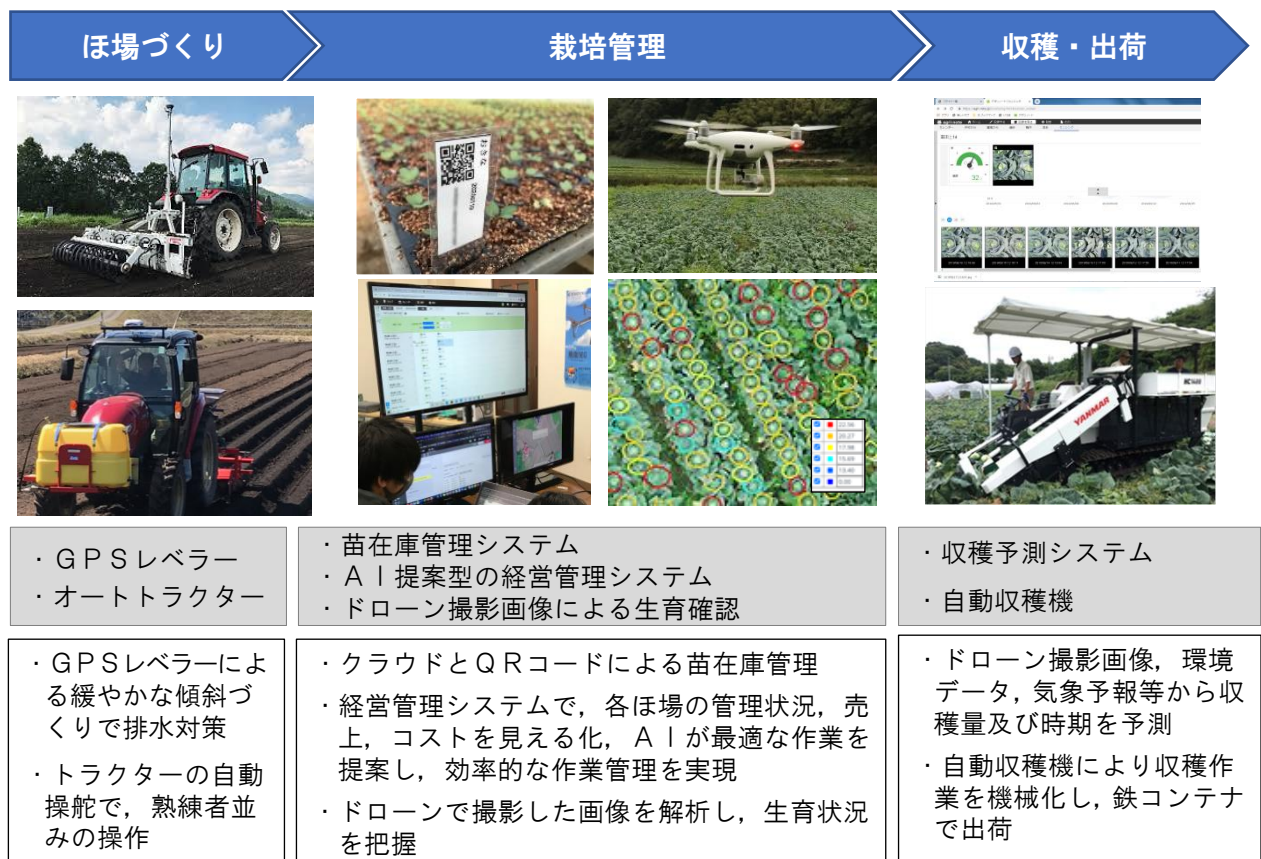 ほ場づくり
栽培管理
収穫・出荷
おきな
YANMAR
・ＧＰＳレベラー
・オートトラクター
・苗在庫管理システム
・ＡＩ提案型の経営管理システム
・ドローン撮影画像による生育確認
・収穫予測システム
・自動収穫機
・ＧＰＳレベラーによ
る緩やかな傾斜づ
くりで排水対策
・トラクターの自動
操舵で，熟練者並
みの操作
・クラウドとＱＲコードによる苗在庫管理
・経営管理システムで，各ほ場の管理状況，売
上，コストを見える化，ＡＩが最適な作業を
提案し，効率的な作業管理を実現
・ドローンで撮影した画像を解析し，生育状況
を把握
・ドローン撮影画像，環境
データ，気象予報等から収
穫量及び時期を予測
・自動収穫機により収穫作
業を機械化し，鉄コンテナ
で出荷